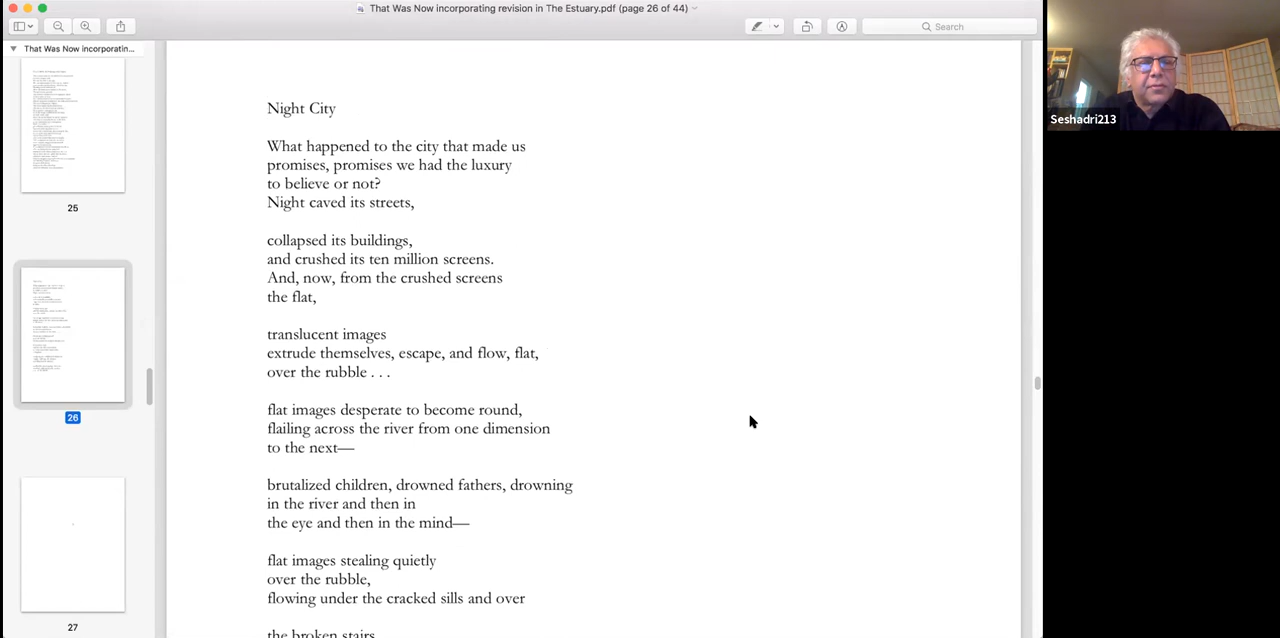 That Was Now incorporating revision in The Estuary.pdf (page 26 of 44)
Search
That Was Now incorporatin...
25
26
27
Night City
What happened to the city that made us
promises, promises we had the luxury
to believe or not?
Night caved its streets,
collapsed its buildings,
and crushed its ten million screens.
And, now, from the crushed screens
the flat,
translucent images
extrude themselves, escape, and flow, flat,
over the rubble . . .
flat images desperate to become round,
flailing across the river from one dimension
to the next—
brutalized children, drowned fathers, drowning
in the river and then in
the eye and then in the mind—
flat images stealing quietly
over the rubble,
flowing under the cracked sills and over
the broken stairs
Seshadri213